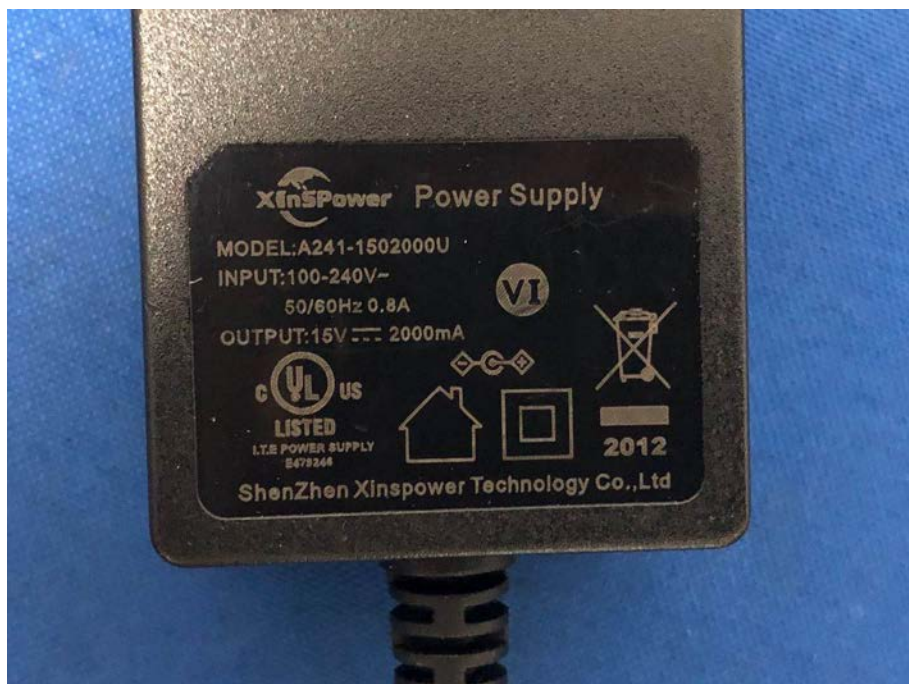 XinSPower Power Supply
MODEL:A241-1502000U
INPUT:100-240V~
50/60Hz 0.8A
OUTPUT:15V⎓ 2000mA
VI
C UL US
LISTED
I.T.E POWER SUPPLY
E479246
2012
ShenZhen Xinspower Technology Co.,Ltd